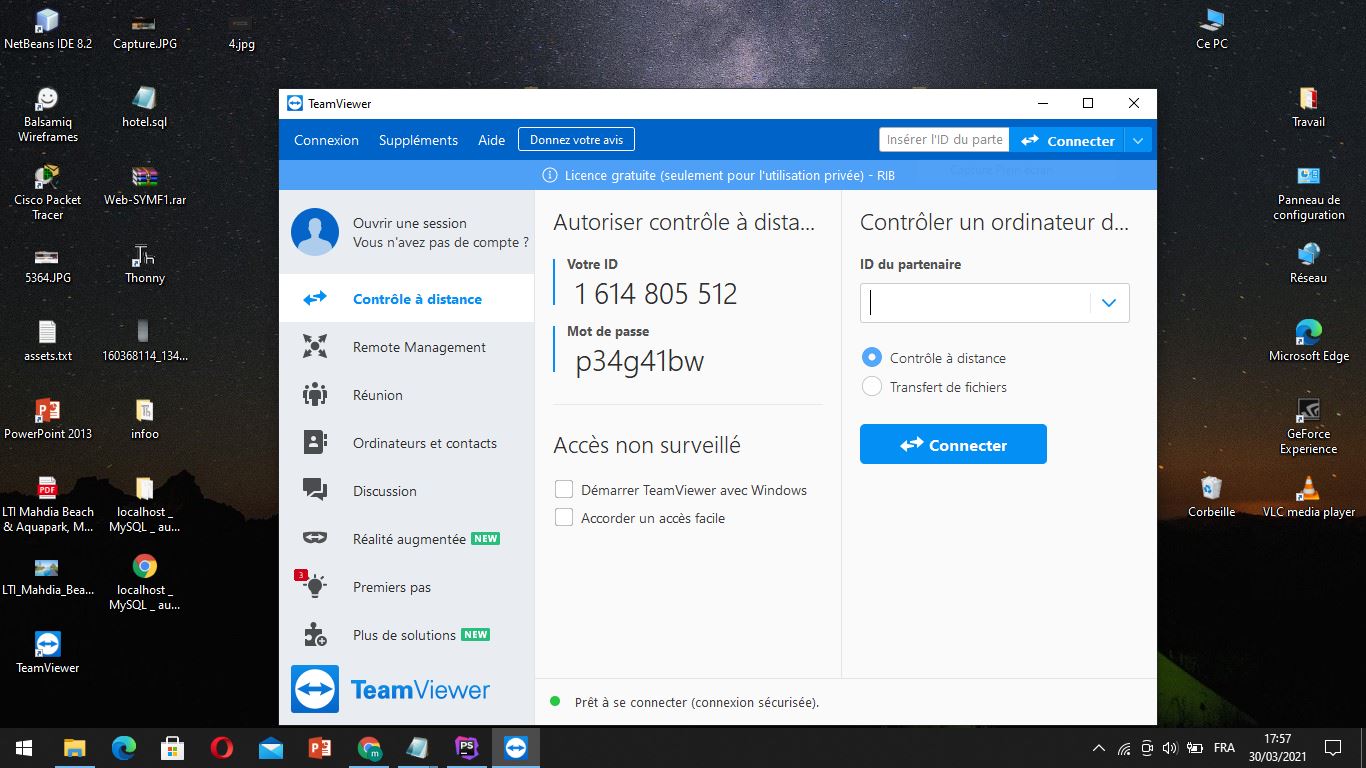 NetBeans IDE 8.2
Capture.JPG
4.jpg
Ce PC
Balsamiq
Wireframes
hotel.sql
Travail
Cisco Packet
Tracer
Web-SYMF1.rar
Panneau de
configuration
5364.JPG
Thonny
Réseau
assets.txt
160368114_134...
Microsoft Edge
PowerPoint 2013
infoo
GeForce
Experience
LTI Mahdia Beach
& Aquapark, M...
localhost _
MySQL _ au...
Corbeille
VLC media player
LTI_Mahdia_Bea...
localhost _
MySQL _ au...
TeamViewer
TeamViewer
Connexion
Suppléments
Aide
Donnez votre avis
Insérer l'ID du parte
Connecter
Licence gratuite (seulement pour l'utilisation privée) - RIB
Capture Plein écran
Ouvrir une session
Vous n'avez pas de compte ?
Contrôle à distance
Remote Management
Réunion
Ordinateurs et contacts
Discussion
Réalité augmentée NEW
3
Premiers pas
Plus de solutions NEW
TeamViewer
Autoriser contrôle à dista...
Votre ID
1 614 805 512
Mot de passe
p34g41bw
Accès non surveillé
Démarrer TeamViewer avec Windows
Accorder un accès facile
Contrôler un ordinateur d...
ID du partenaire
Contrôle à distance
Transfert de fichiers
Connecter
Prêt à se connecter (connexion sécurisée).
PS
FRA
17:57
30/03/2021